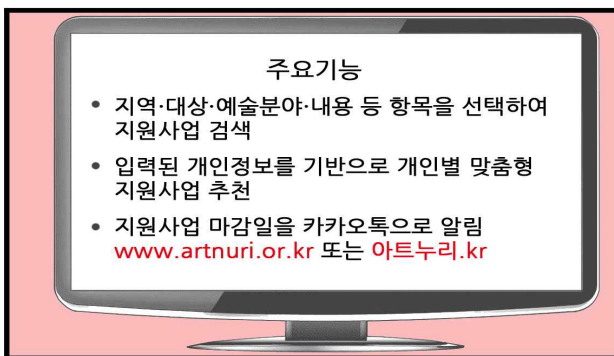 주요기능
• 지역·대상·예술분야·내용 등 항목을 선택하여
지원사업 검색
• 입력된 개인정보를 기반으로 개인별 맞춤형
지원사업 추천
• 지원사업 마감일을 카카오톡으로 알림
www.artnuri.or.kr 또는 아트누리.kr